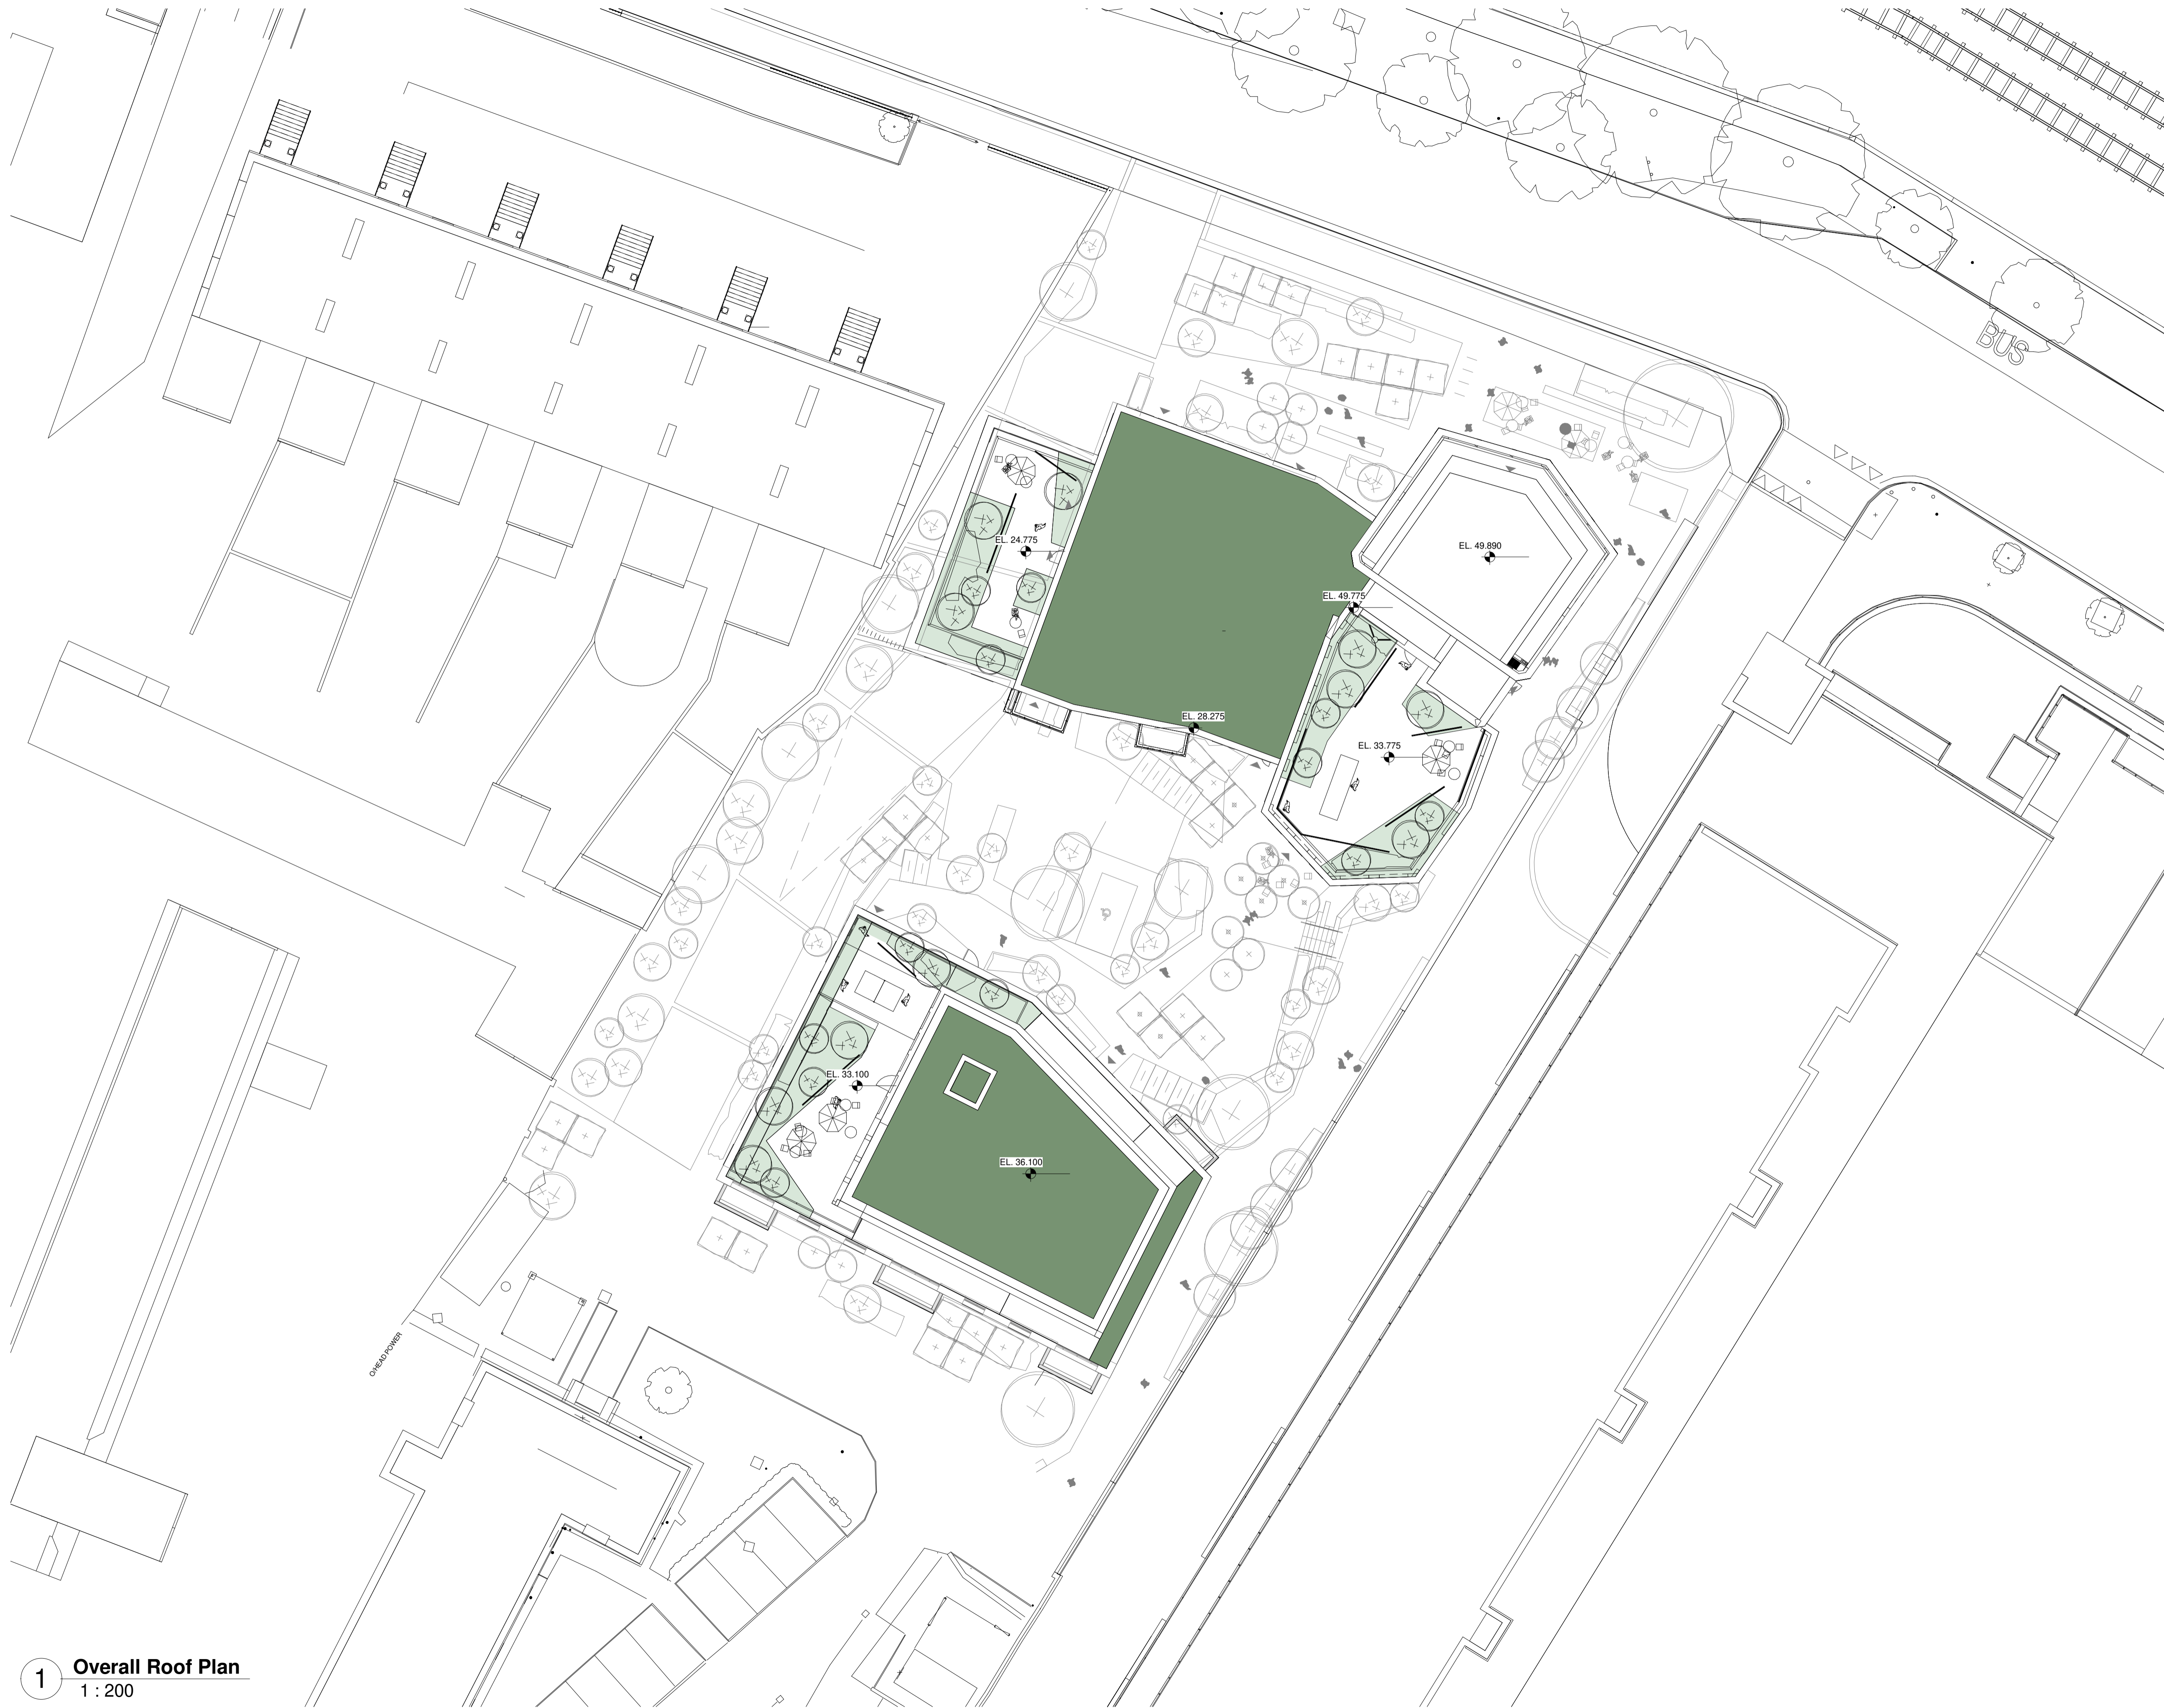 BUS
EL. 24.775
EL. 49.890
EL. 49.775
EL. 28.275
EL. 33.775
EL. 33.100
EL. 36.100
O/HEAD POWER
1
Overall Roof Plan
1 : 200